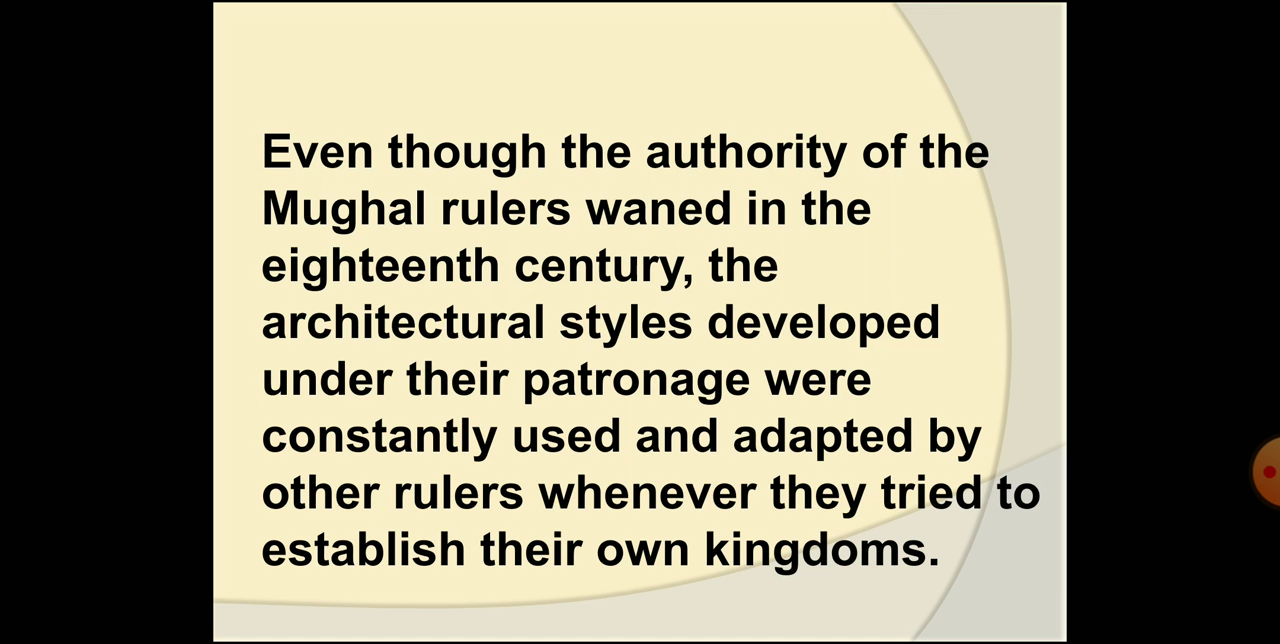 Even though the authority of the
Mughal rulers waned in the
eighteenth century, the
architectural styles developed
under their patronage were
constantly used and adapted by
other rulers whenever they tried to
establish their own kingdoms.